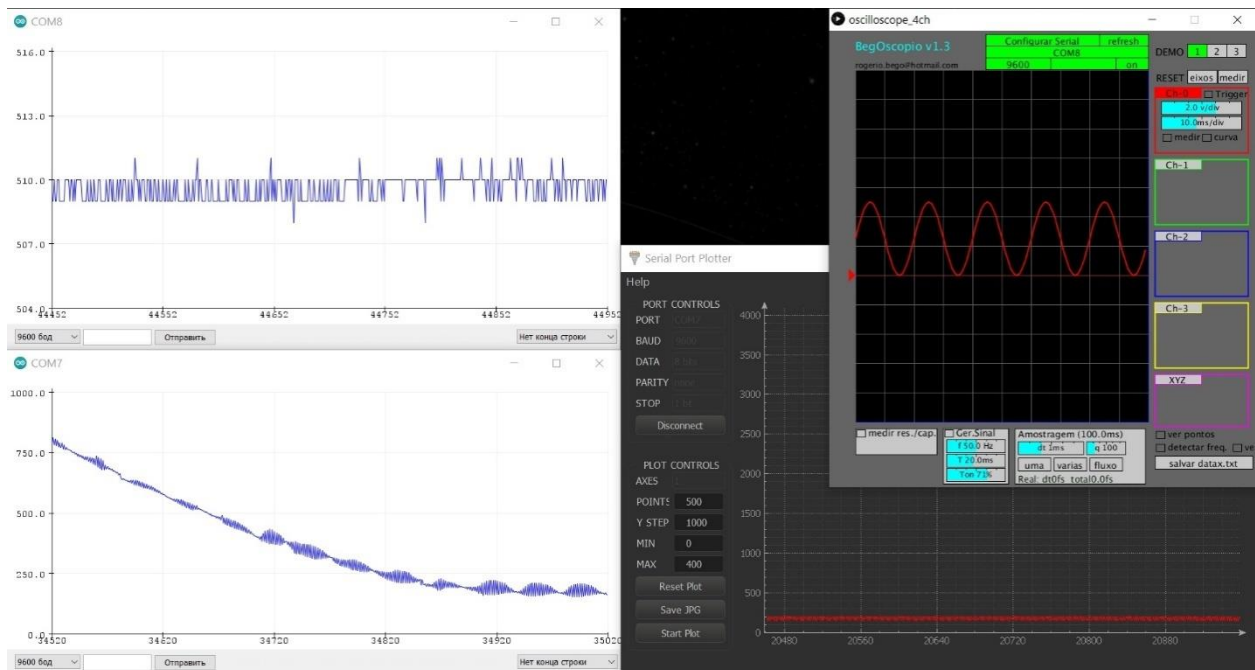 COM8
516.0
513.0
510.0
507.0
504.0
44452 44552 44652 44752 44852 44952
9600 бод Отправить Нет конца строки
COM7
1000.0
750.0
500.0
250.0
0.0
34520 34620 34720 34820 34920 35020
9600 бод Отправить Нет конца строки
Serial Port Plotter
Help
PORT CONTROLS
PORT COM7
BAUD 9600
DATA
PARITY none
STOP
Disconnect
PLOT CONTROLS
AXES
POINTS 500
Y STEP 1000
MIN 0
MAX 400
Reset Plot
Save JPG
Start Plot
4000
3500
3000
2500
2000
1500
1000
500
0
20480 20560 20640 20720 20800 20880
oscilloscope_4ch
BegOscopio v1.3
rogerio.bego@hotmail.com
Configurar Serial refresh
COM8
9600 on
DEMO 1 2 3
RESET eixos medir
Ch-0 Trigger
2.0 v/div
10.0ms/div
medir curva
Ch-1
Ch-2
Ch-3
XYZ
medir res./cap.
Ger.Sinal
f 50.0 Hz
T 20.0ms
Ton 71%
Amostragem (100.0ms)
dt 1ms q 100
uma varias fluxo
Real: dt0fs total0.0fs
ver pontos
detectar freq. ve
salvar datax.txt